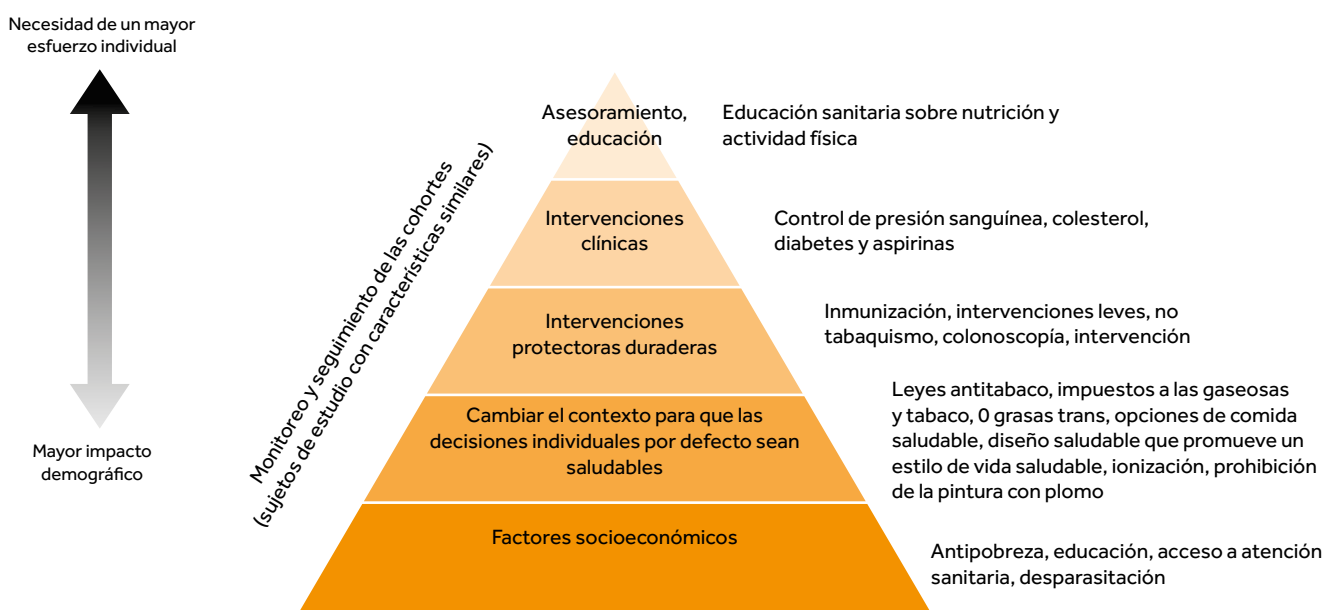 Necesidad de un mayor
esfuerzo individual
Mayor impacto
demográfico
Monitoreo y seguimiento de las cohortes
(sujetos de estudio con características similares)
Asesoramiento,
educación
Educación sanitaria sobre nutrición y
actividad física
Intervenciones
clínicas
Control de presión sanguínea, colesterol,
diabetes y aspirinas
Intervenciones
protectoras duraderas
Inmunización, intervenciones leves, no
tabaquismo, colonoscopía, intervención
Cambiar el contexto para que las
decisiones individuales por defecto sean
saludables
Leyes antitabaco, impuestos a las gaseosas
y tabaco, 0 grasas trans, opciones de comida
saludable, diseño saludable que promueve un
estilo de vida saludable, ionización, prohibición
de la pintura con plomo
Factores socioeconómicos
Antipobreza, educación, acceso a atención
sanitaria, desparasitación